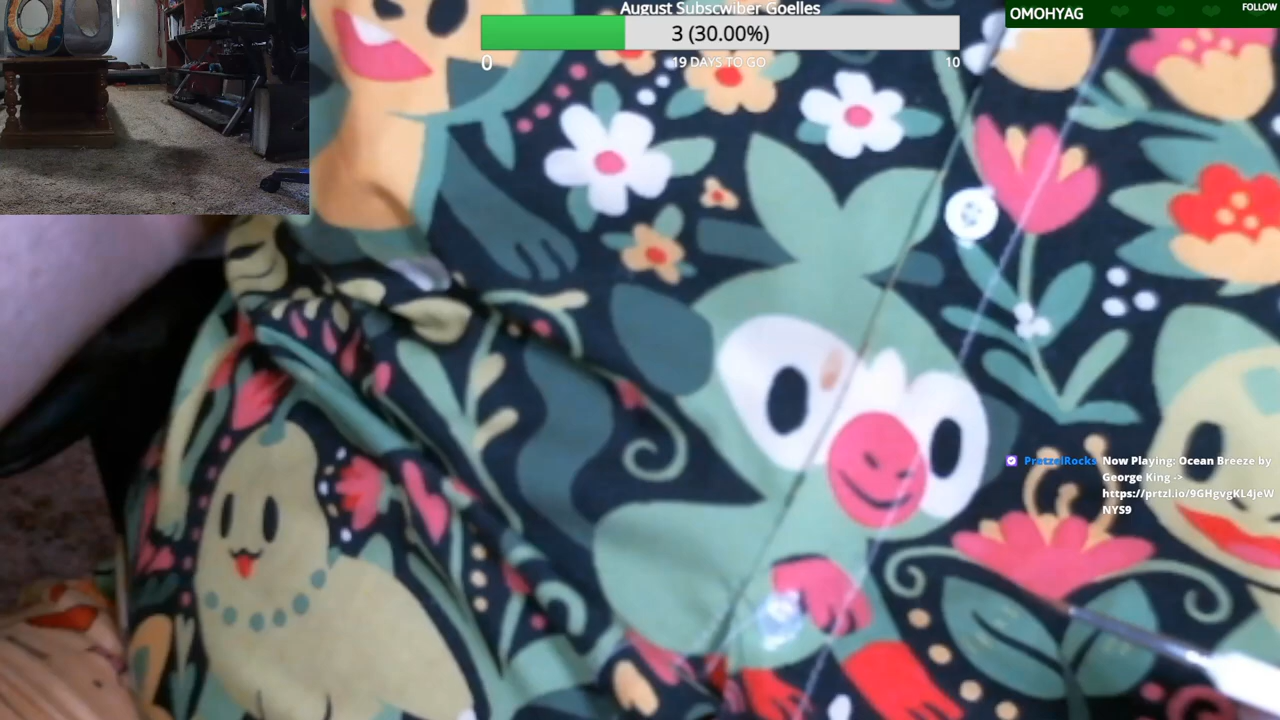 August Subscwiber Goelles
3 (30.00%)
0
19 DAYS TO GO
10
OMOHYAG
FOLLOW
PratzelRocks Now Playing: Ocean Breeze by
George King ->
https://prtzl.io/9GHgvgKL4jeW
NYS9